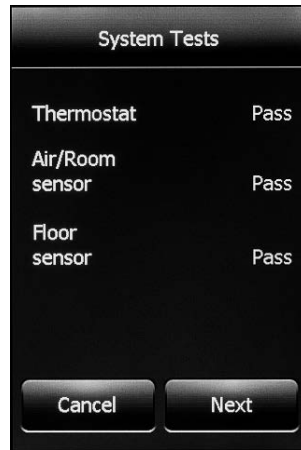 System Tests
Thermostat Pass
Air/Room
sensor Pass
Floor
sensor Pass
Cancel Next